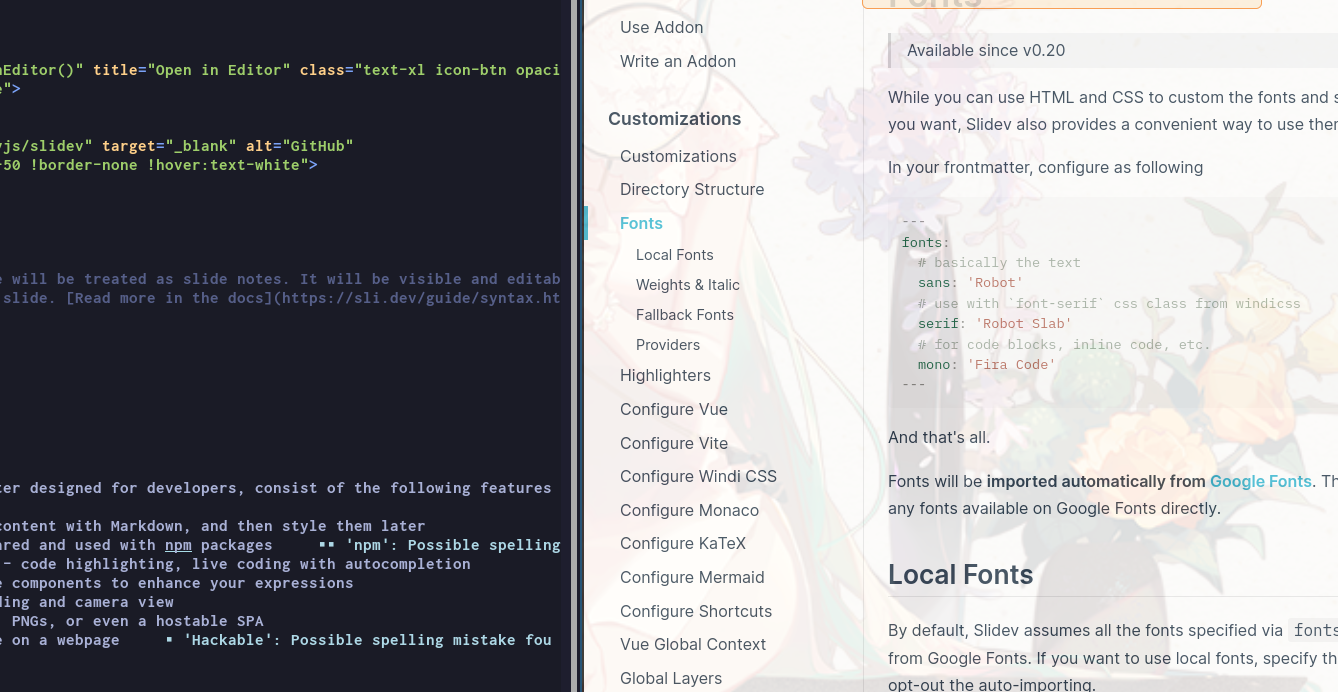 aEditor()" title="Open in Editor" class="text-xl icon-btn opaci
e">
yjs/slidev" target="_blank" alt="GitHub"
-50 !border-none !hover:text-white">
e will be treated as slide notes. It will be visible and editab
slide. [Read more in the docs](https://sli.dev/guide/syntax.ht
ter designed for developers, consist of the following features
content with Markdown, and then style them later
ared and used with npm packages ▪▪ 'npm': Possible spelling
- code highlighting, live coding with autocompletion
e components to enhance your expressions
ding and camera view
PNGs, or even a hostable SPA
e on a webpage ▪ 'Hackable': Possible spelling mistake fou
Use Addon
Write an Addon
Customizations
Customizations
Directory Structure
Fonts
Local Fonts
Weights & Italic
Fallback Fonts
Providers
Highlighters
Configure Vue
Configure Vite
Configure Windi CSS
Configure Monaco
Configure KaTeX
Configure Mermaid
Configure Shortcuts
Vue Global Context
Global Layers
Fonts
Available since v0.20
While you can use HTML and CSS to custom the fonts and s
you want, Slidev also provides a convenient way to use ther
In your frontmatter, configure as following
---
fonts:
# basically the text
sans: 'Robot'
# use with `font-serif` css class from windicss
serif: 'Robot Slab'
# for code blocks, inline code, etc.
mono: 'Fira Code'
---
And that's all.
Fonts will be imported automatically from Google Fonts. Th
any fonts available on Google Fonts directly.
Local Fonts
By default, Slidev assumes all the fonts specified via fonts
from Google Fonts. If you want to use local fonts, specify th
opt-out the auto-importing.